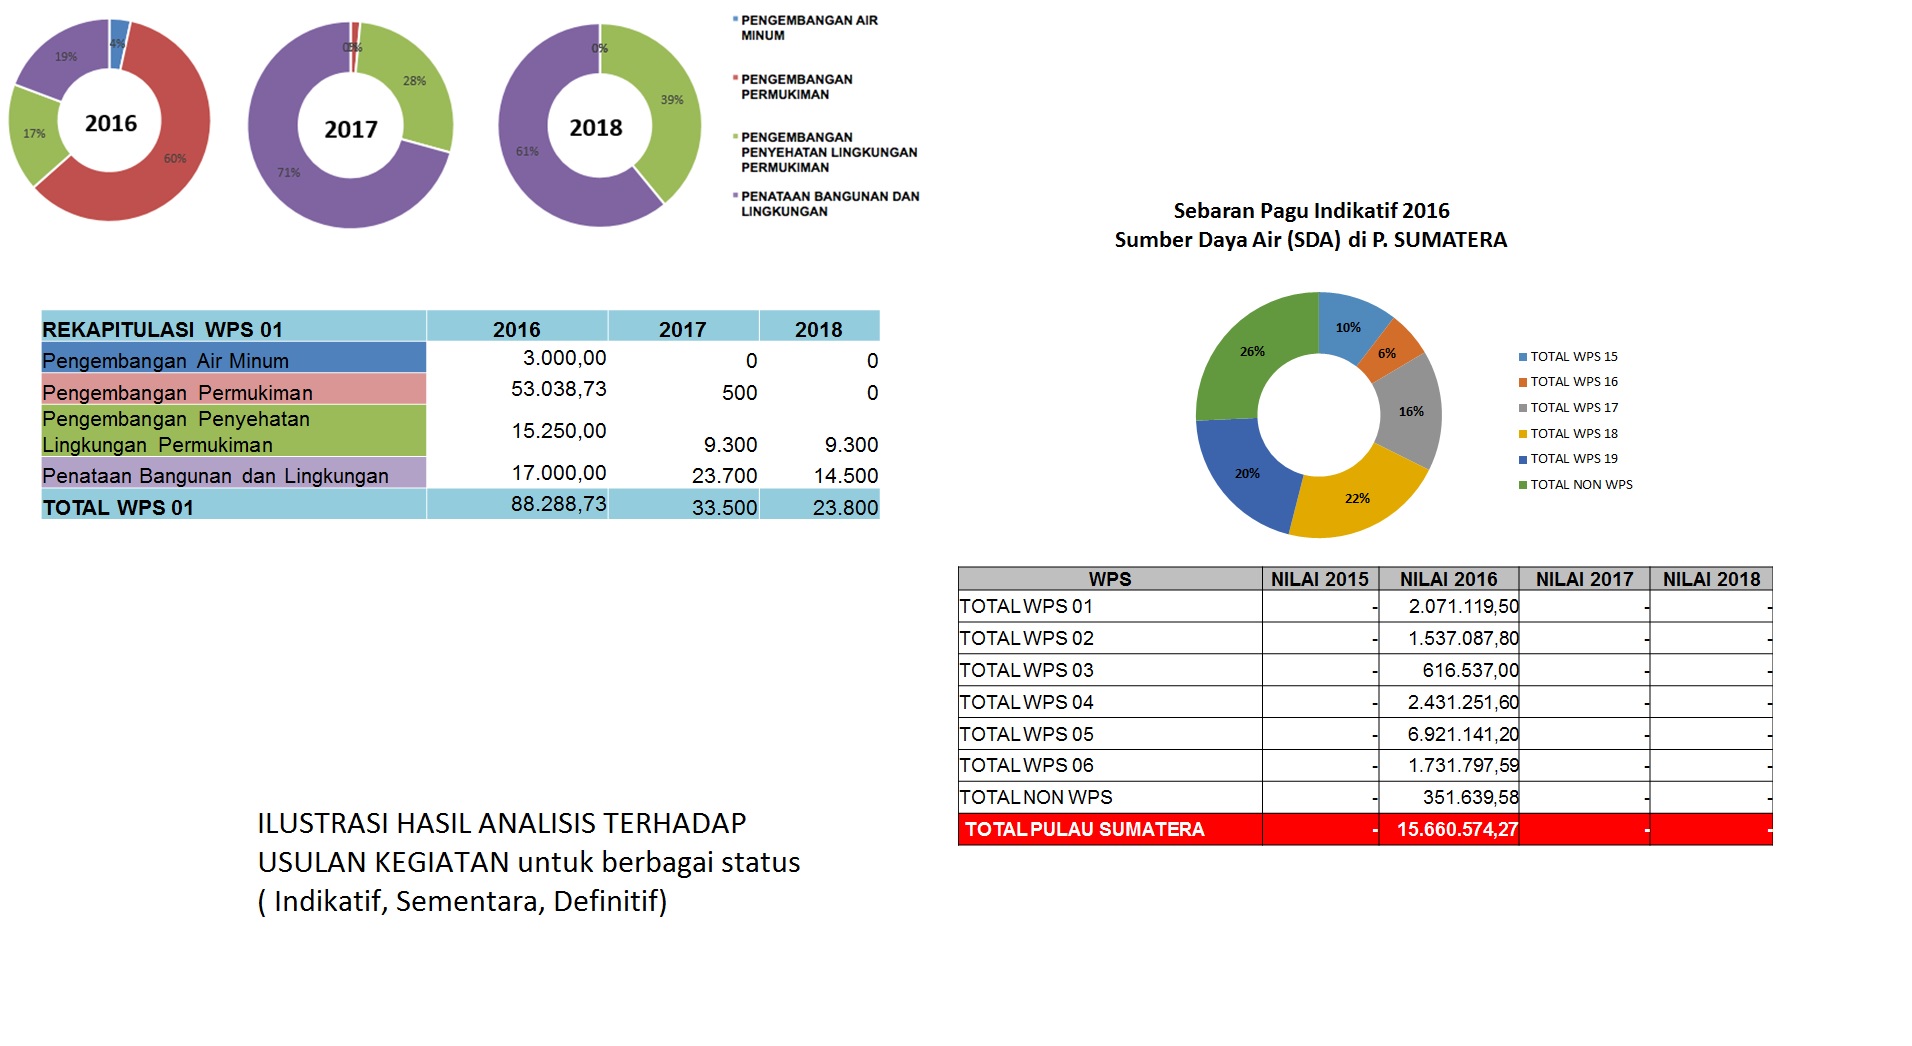 4%
60%
17%
19%
2016
0%
28%
71%
2017
0%
39%
61%
2018
PENGEMBANGAN AIR
MINUM
PENGEMBANGAN
PERMUKIMAN
PENGEMBANGAN
PENYEHATAN LINGKUNGAN
PERMUKIMAN
PENATAAN BANGUNAN DAN
LINGKUNGAN
REKAPITULASI WPS 01 2016 2017 2018
Pengembangan Air Minum 3.000,00 0 0
Pengembangan Permukiman 53.038,73 500 0
Pengembangan Penyehatan
Lingkungan Permukiman 15.250,00 9.300 9.300
Penataan Bangunan dan Lingkungan 17.000,00 23.700 14.500
TOTAL WPS 01 88.288,73 33.500 23.800
ILUSTRASI HASIL ANALISIS TERHADAP
USULAN KEGIATAN untuk berbagai status
( Indikatif, Sementara, Definitif)
Sebaran Pagu Indikatif 2016
Sumber Daya Air (SDA) di P. SUMATERA
10%
6%
16%
22%
20%
26%
TOTAL WPS 15
TOTAL WPS 16
TOTAL WPS 17
TOTAL WPS 18
TOTAL WPS 19
TOTAL NON WPS
WPS NILAI 2015 NILAI 2016 NILAI 2017 NILAI 2018
TOTAL WPS 01 - 2.071.119,50 - -
TOTAL WPS 02 - 1.537.087,80 - -
TOTAL WPS 03 - 616.537,00 - -
TOTAL WPS 04 - 2.431.251,60 - -
TOTAL WPS 05 - 6.921.141,20 - -
TOTAL WPS 06 - 1.731.797,59 - -
TOTAL NON WPS - 351.639,58 - -
TOTAL PULAU SUMATERA - 15.660.574,27 - -